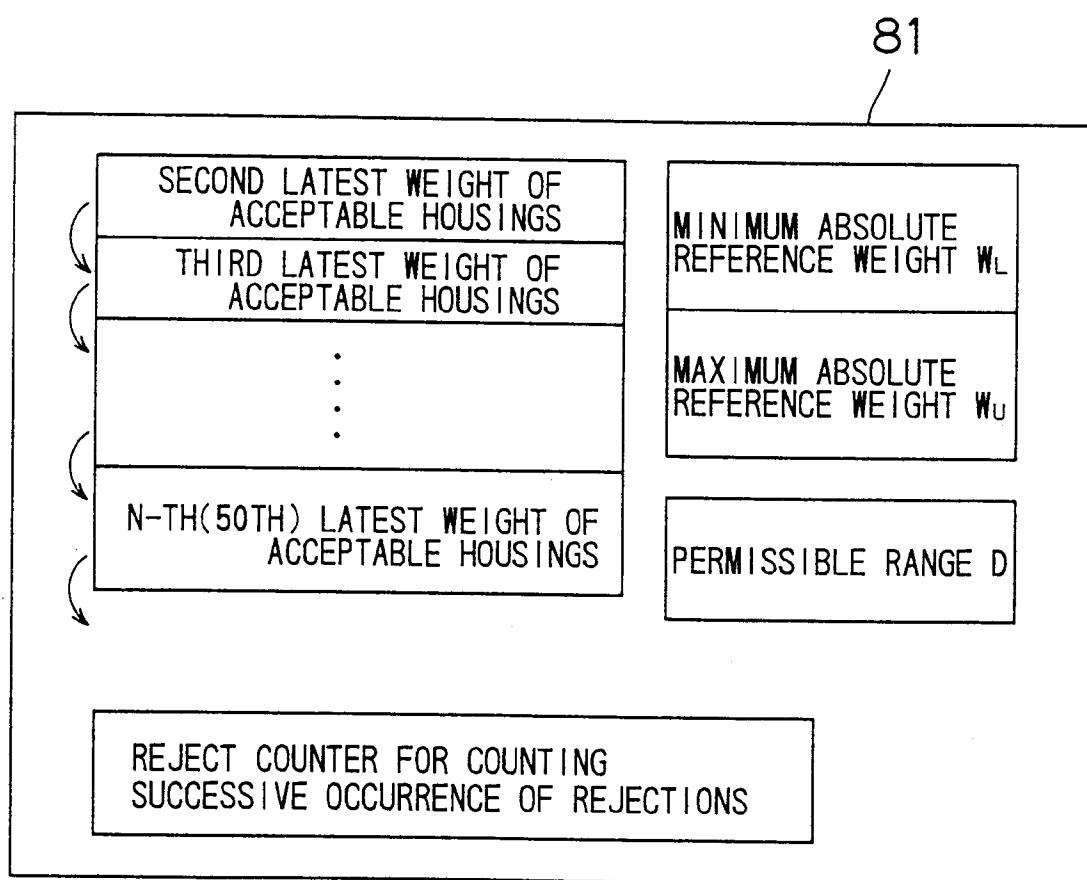 81
SECOND LATEST WEIGHT OF
ACCEPTABLE HOUSINGS
THIRD LATEST WEIGHT OF
ACCEPTABLE HOUSINGS
N-TH(50TH) LATEST WEIGHT OF
ACCEPTABLE HOUSINGS
MINIMUM ABSOLUTE
REFERENCE WEIGHT WL
MAXIMUM ABSOLUTE
REFERENCE WEIGHT WU
PERMISSIBLE RANGE D
REJECT COUNTER FOR COUNTING
SUCCESSIVE OCCURRENCE OF REJECTIONS